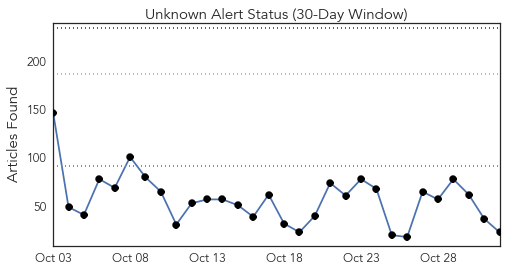 Unknown Alert Status (30-Day Window)
Articles Found
200
150
100
50
Oct 03 Oct 08 Oct 13 Oct 18 Oct 23 Oct 28